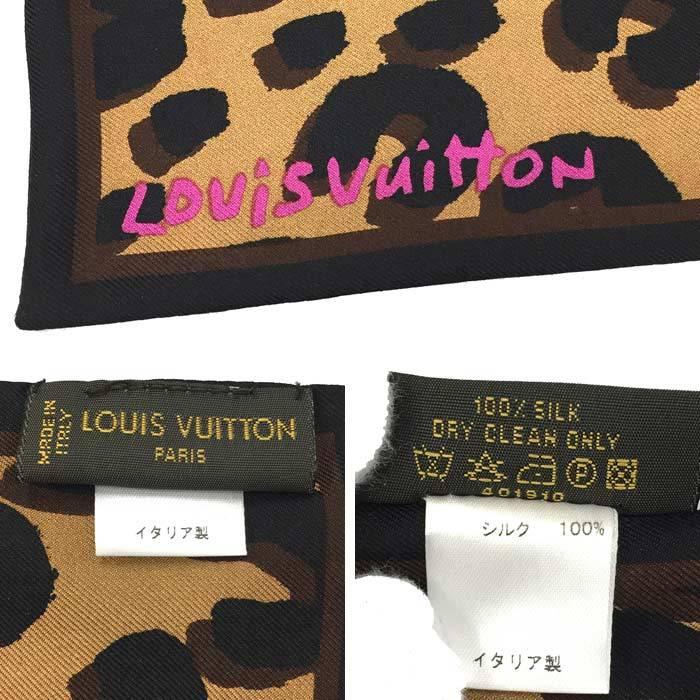 LOUiSVUiTTON
MADE IN
ITALY
LOUIS VUITTON
PARIS
イタリア製
100% SILK
DRY CLEAN ONLY
P
401910
シルク 100%
イタリア製